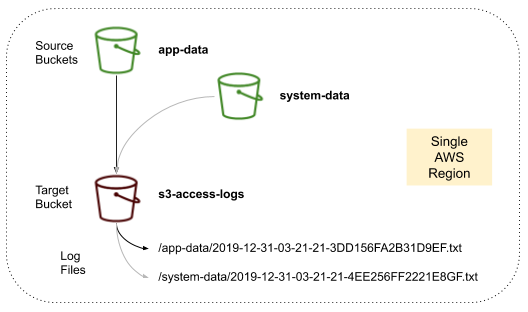 Source
Buckets
app-data
system-data
Single
AWS
Region
Target
Bucket
s3-access-logs
Log
Files
/app-data/2019-12-31-03-21-21-3DD156FA2B31D9EF.txt
/system-data/2019-12-31-03-21-21-4EE256FF2221E8GF.txt